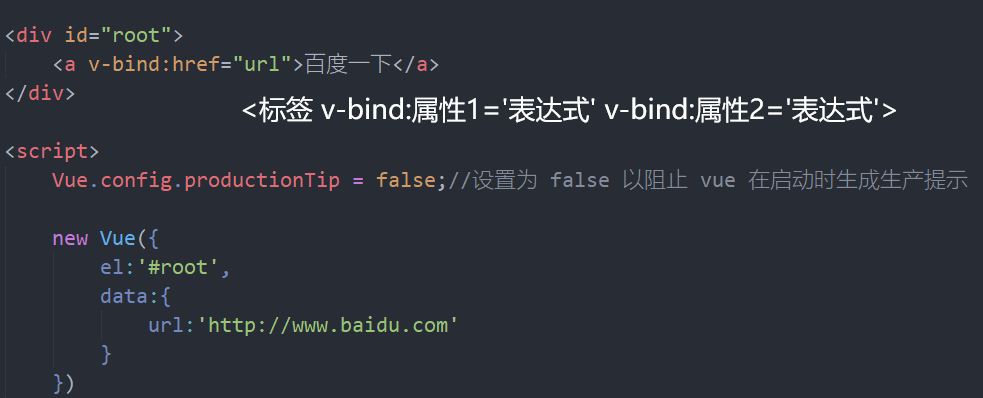 <div id="root">
<a v-bind:href="url">百度一下</a>
</div>
<标签 v-bind:属性1='表达式' v-bind:属性2='表达式'>
<script>
Vue.config.productionTip = false;//设置为 false 以阻止 vue 在启动时生成生产提示
new Vue({
el:'#root',
data:{
url:'http://www.baidu.com'
}
})